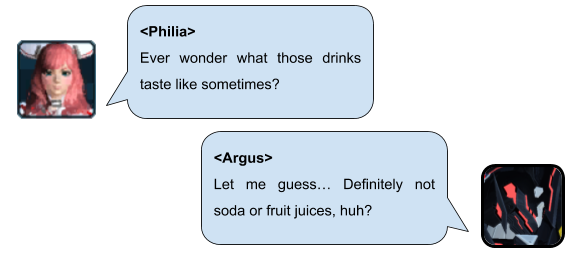 <Philia>
Ever wonder what those drinks
taste like sometimes?
<Argus>
Let me guess… Definitely not
soda or fruit juices, huh?